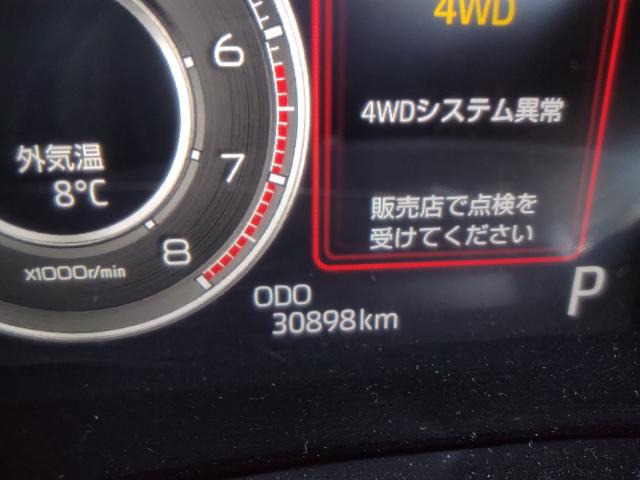 4WD
6
4WDシステム異常
外気温
8℃
7
販売店で点検を
受けてください
8
x1000r/min
ODO
30898km
P